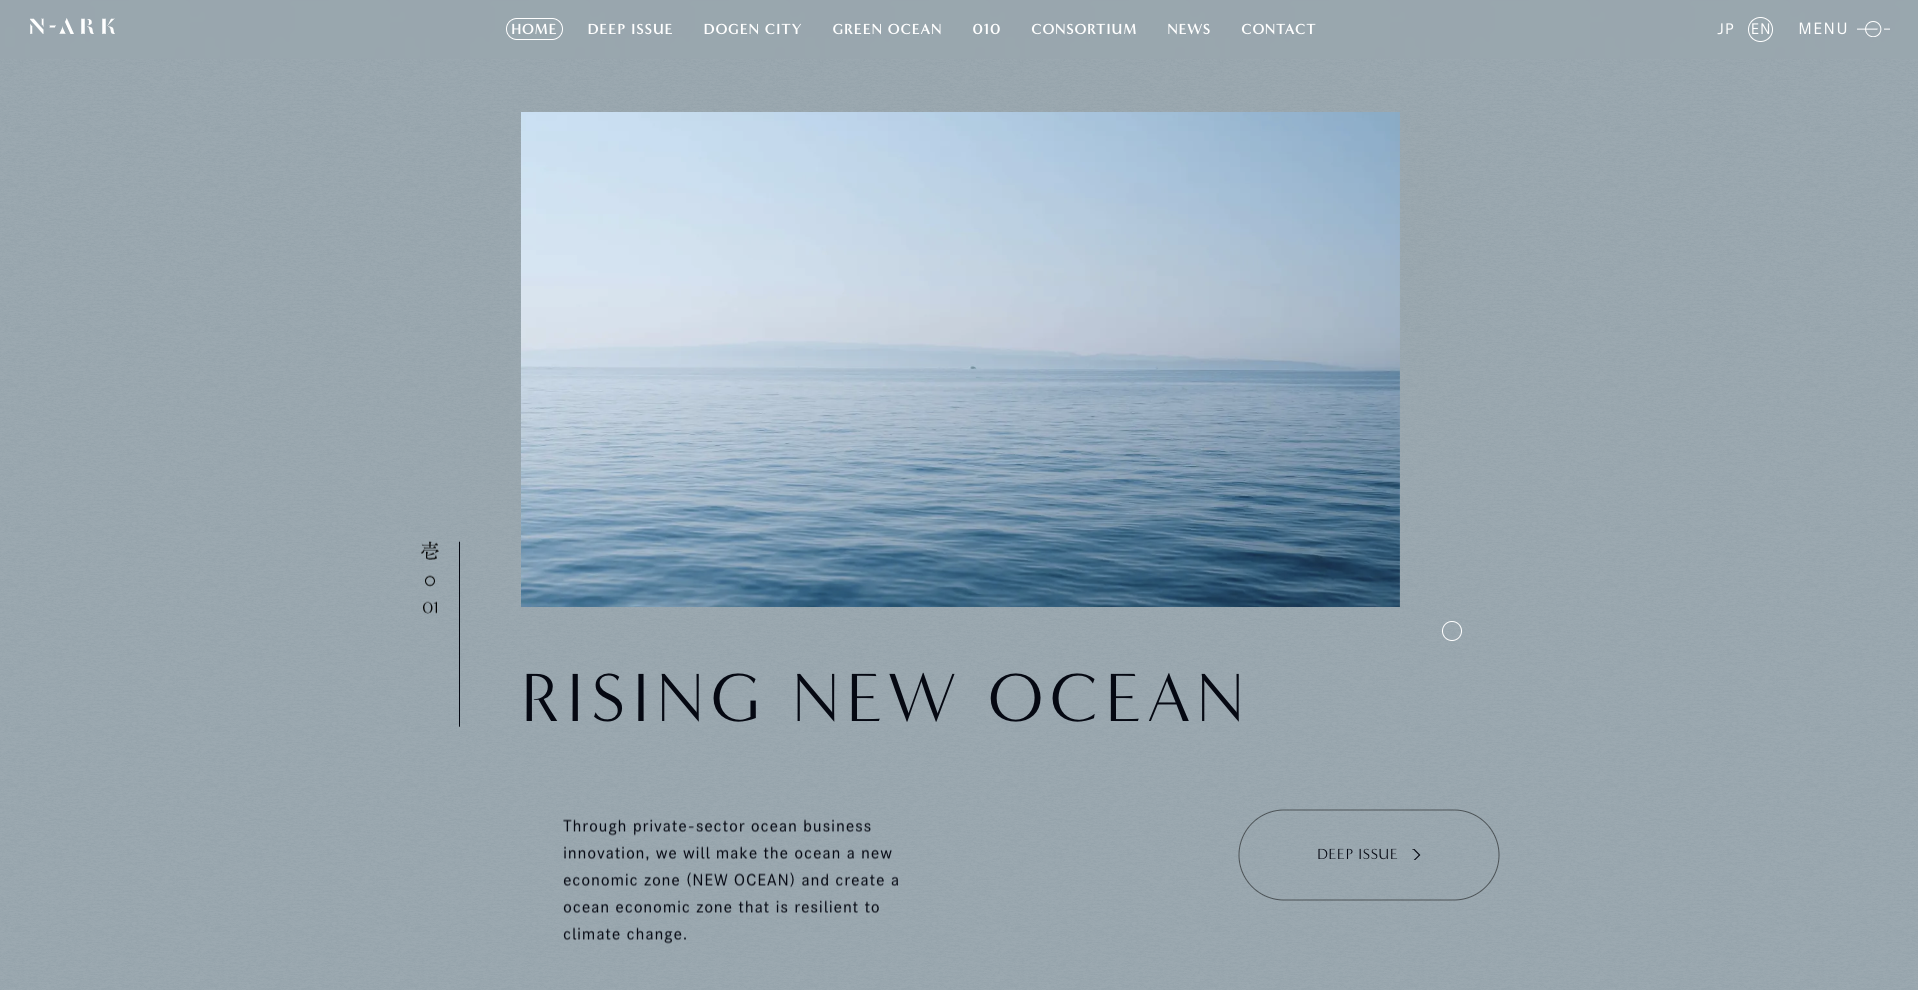 N-ARK
HOME
DEEP ISSUE
DOGEN CITY
GREEN OCEAN
010
CONSORTIUM
NEWS
CONTACT
JP
EN
MENU
壱
01
RISING NEW OCEAN
Through private-sector ocean business
innovation, we will make the ocean a new
economic zone (NEW OCEAN) and create a
ocean economic zone that is resilient to
climate change.
DEEP ISSUE